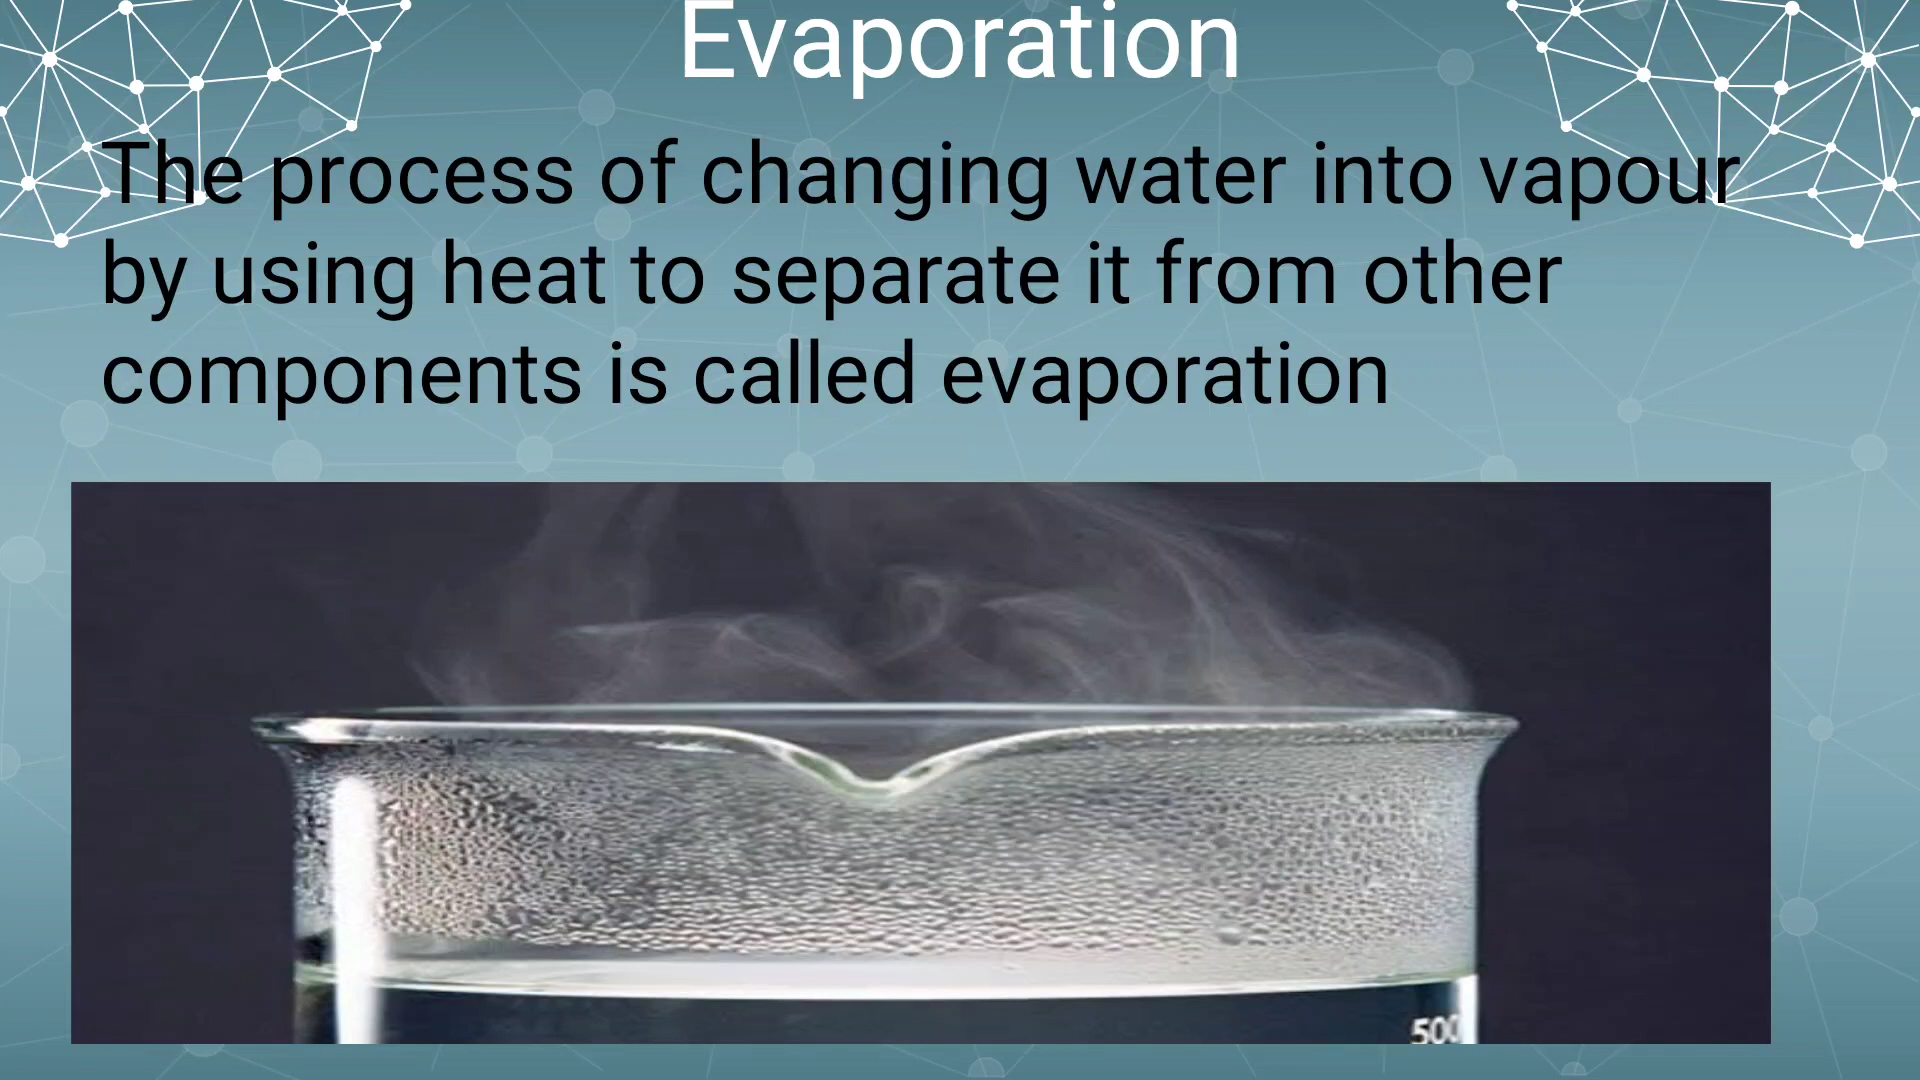 Evaporation
The process of changing water into vapour
by using heat to separate it from other
components is called evaporation
500